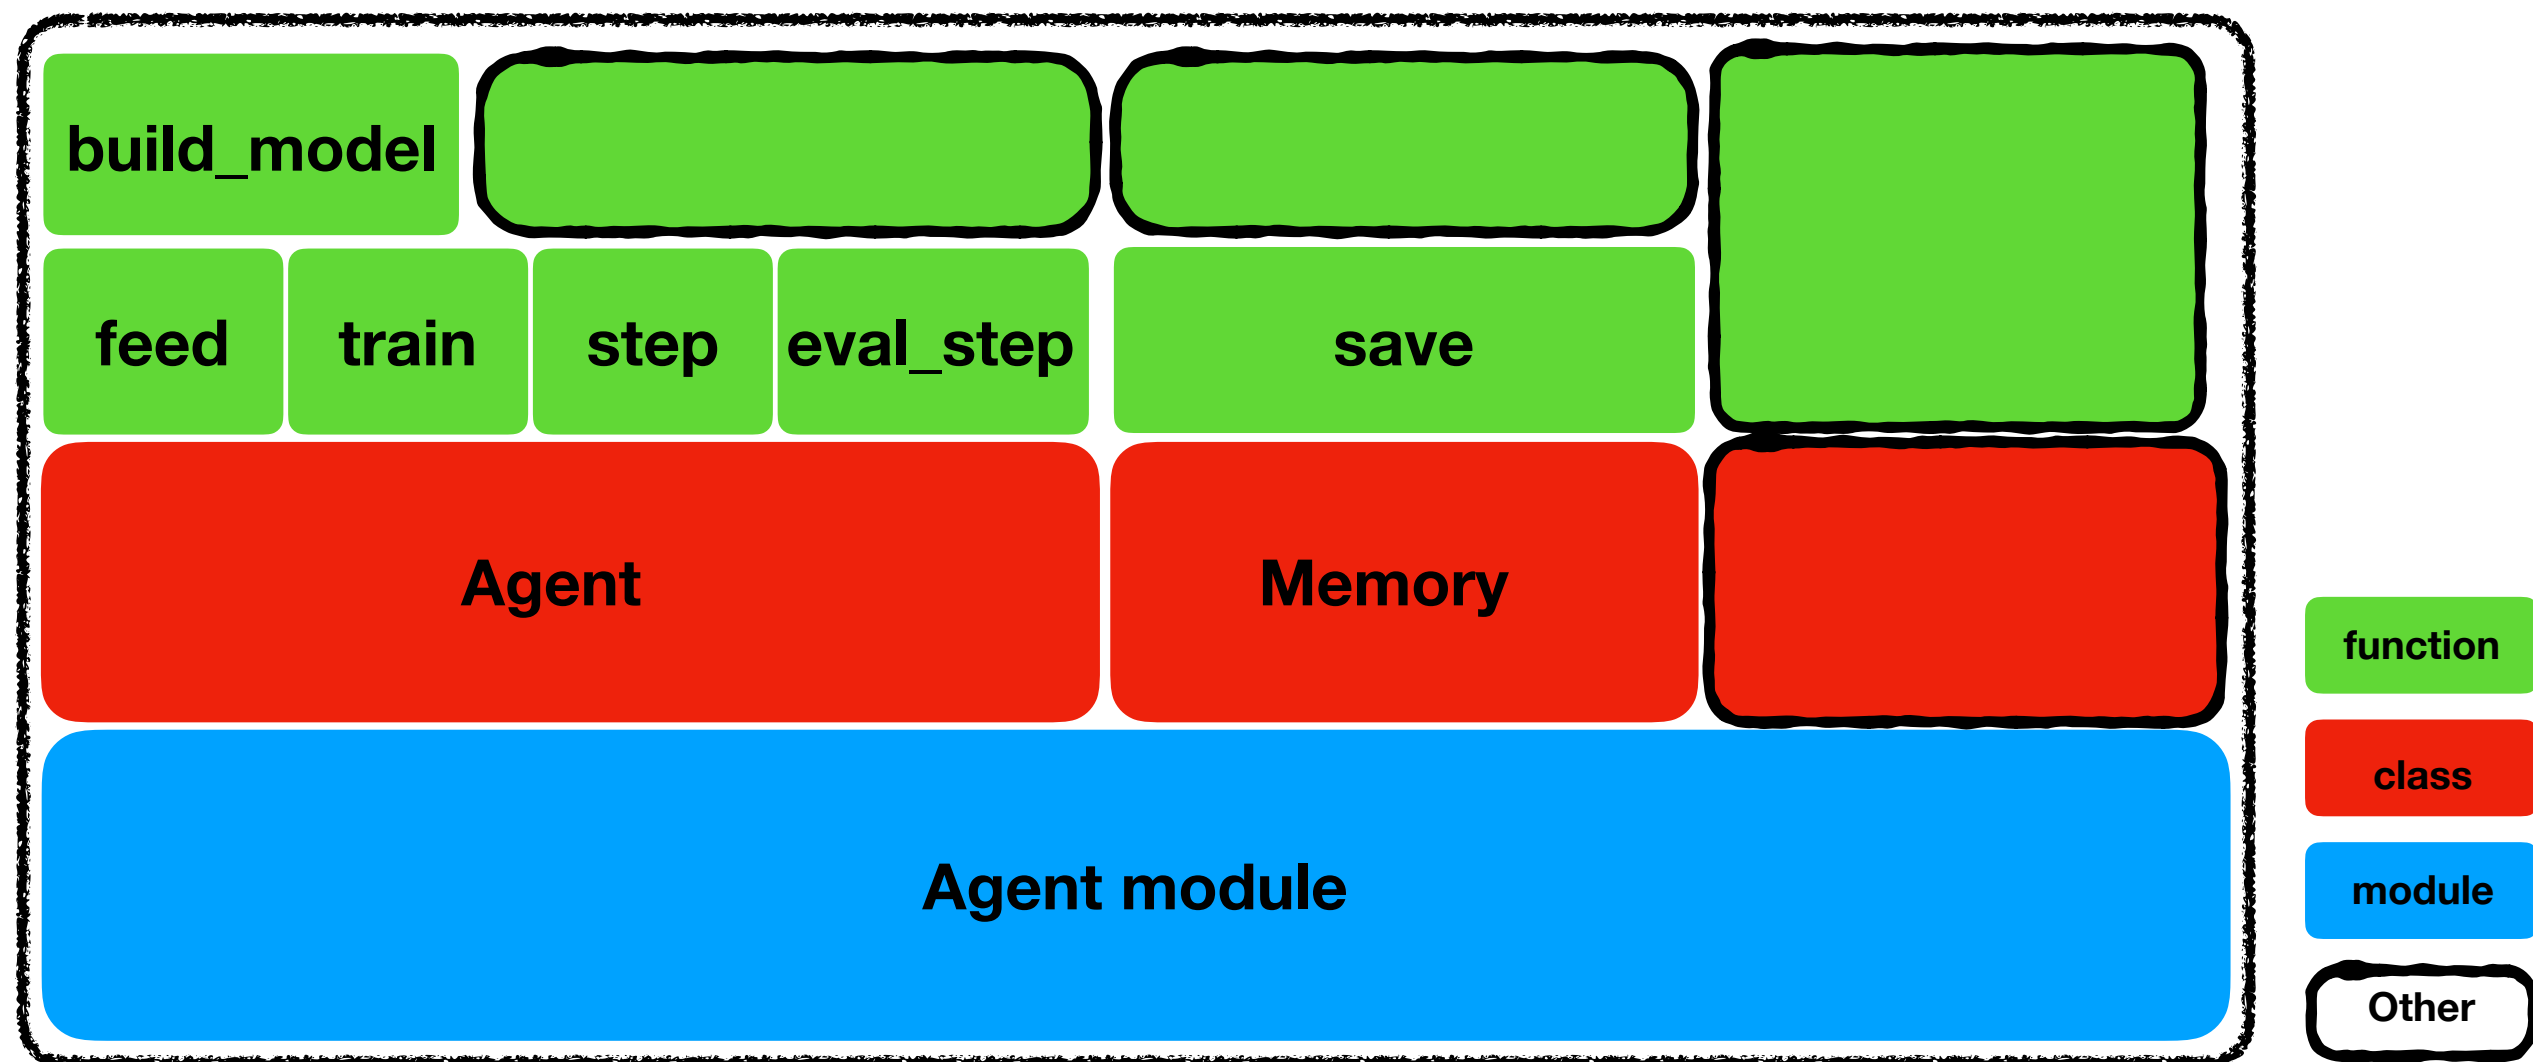 build_model
feed
train
step
eval_step
save
Agent
Memory
Agent module
function
class
module
Other